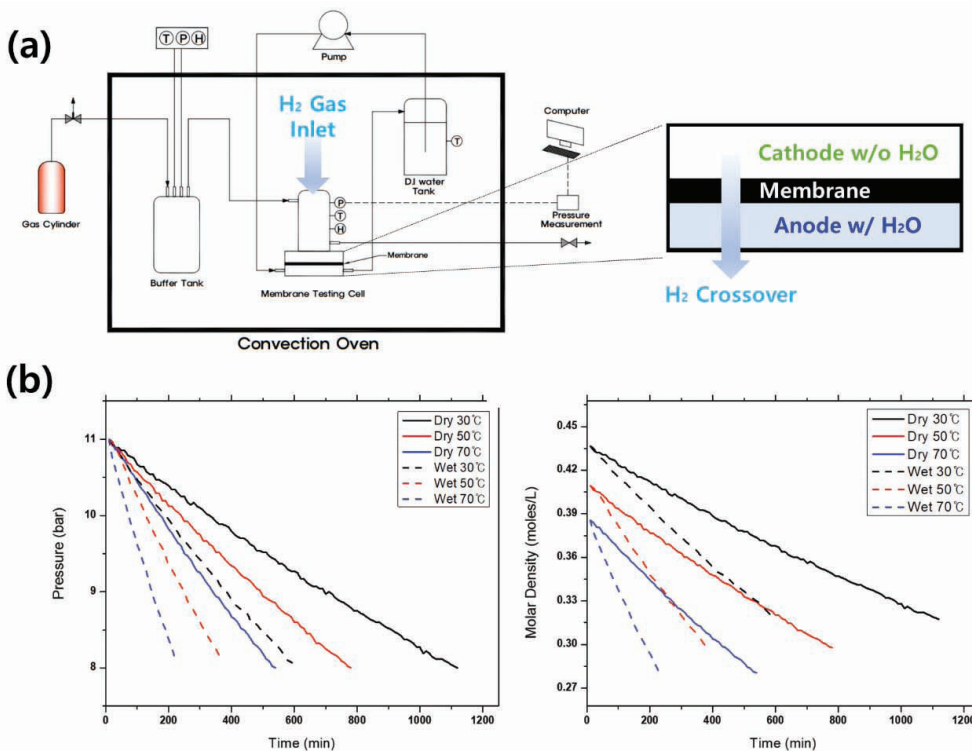 (a)
T P H
Pump
H₂ Gas
Inlet
Computer
T
D.I water
Tank
Gas Cylinder
Buffer Tank
P
T
H
Membrane
Membrane Testing Cell
Pressure
Measurement
Convection Oven
Cathode w/o H₂O
Membrane
Anode w/ H₂O
H₂ Crossover
(b)
Dry 30℃
Dry 50℃
Dry 70℃
Wet 30℃
Wet 50℃
Wet 70℃
11
10
9
8
Pressure (bar)
0 200 400 600 800 1000 1200
Time (min)
Dry 30℃
Dry 50℃
Dry 70℃
Wet 30℃
Wet 50℃
Wet 70℃
0.45
0.42
0.39
0.36
0.33
0.30
0.27
Molar Density (moles/L)
0 200 400 600 800 1000 1200
Time (min)